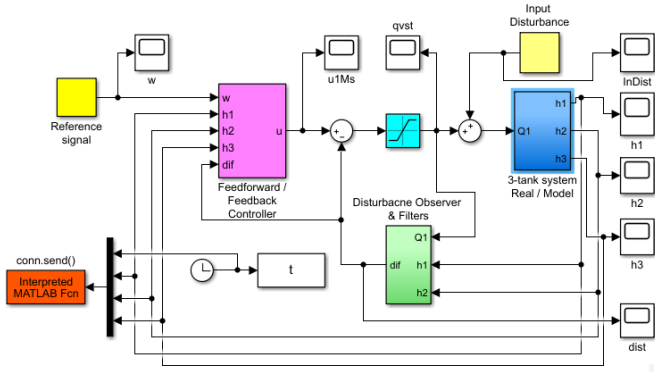 Input
Disturbance
qvst
w
u1Ms
InDist
Reference
signal
w
h1
h2
h3
dif
u
Feedforward /
Feedback
Controller
+
-
+
+
Q1
h1
h2
h3
3-tank system
Real / Model
h1
h2
h3
Disturbacne Observer
& Filters
Q1
dif
h1
h2
conn.send()
Interpreted
MATLAB Fcn
t
dist